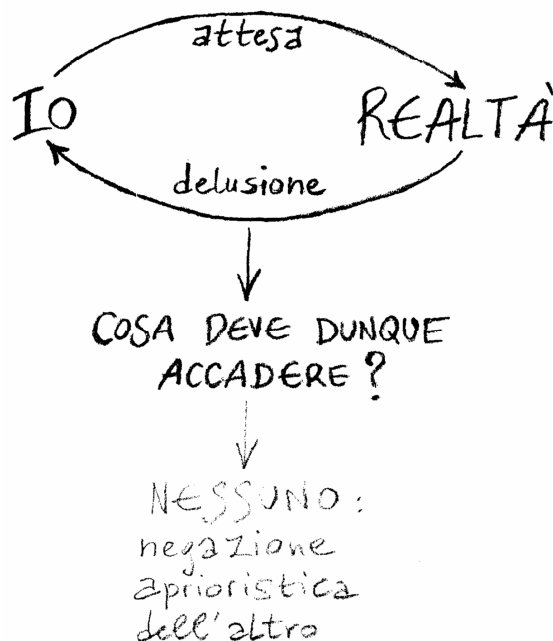 attesa
IO
REALTÀ
delusione
COSA DEVE DUNQUE
ACCADERE?
NESSUNO:
negazione
aprioristica
dell'altro